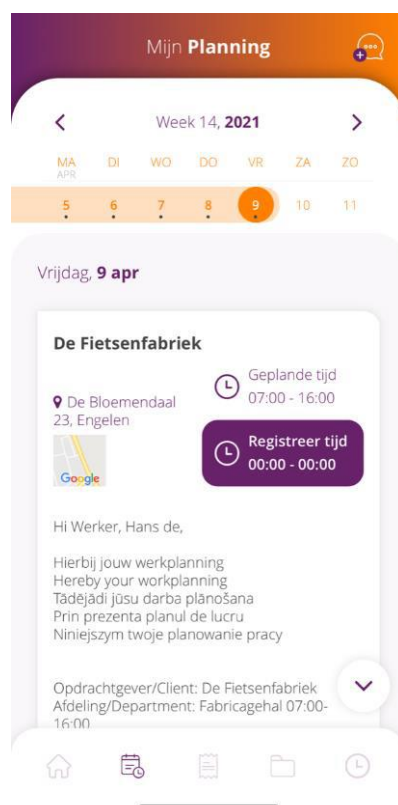 Mijn Planning
Week 14, 2021
MA DI WO DO VR ZA ZO
APR
5 6 7 8 9 10 11
Vrijdag, 9 apr
De Fietsenfabriek
De Bloemendaal
23, Engelen
Google
Geplande tijd
07:00 - 16:00
Registreer tijd
00:00 - 00:00
Hi Werker, Hans de,
Hierbij jouw werkplanning
Hereby your workplanning
Tādējādi jūsu darba plānošana
Prin prezenta planul de lucru
Niniejszym twoje planowanie pracy
Opdrachtgever/Client: De Fietsenfabriek
Afdeling/Department: Fabricagehal 07:00-
16:00